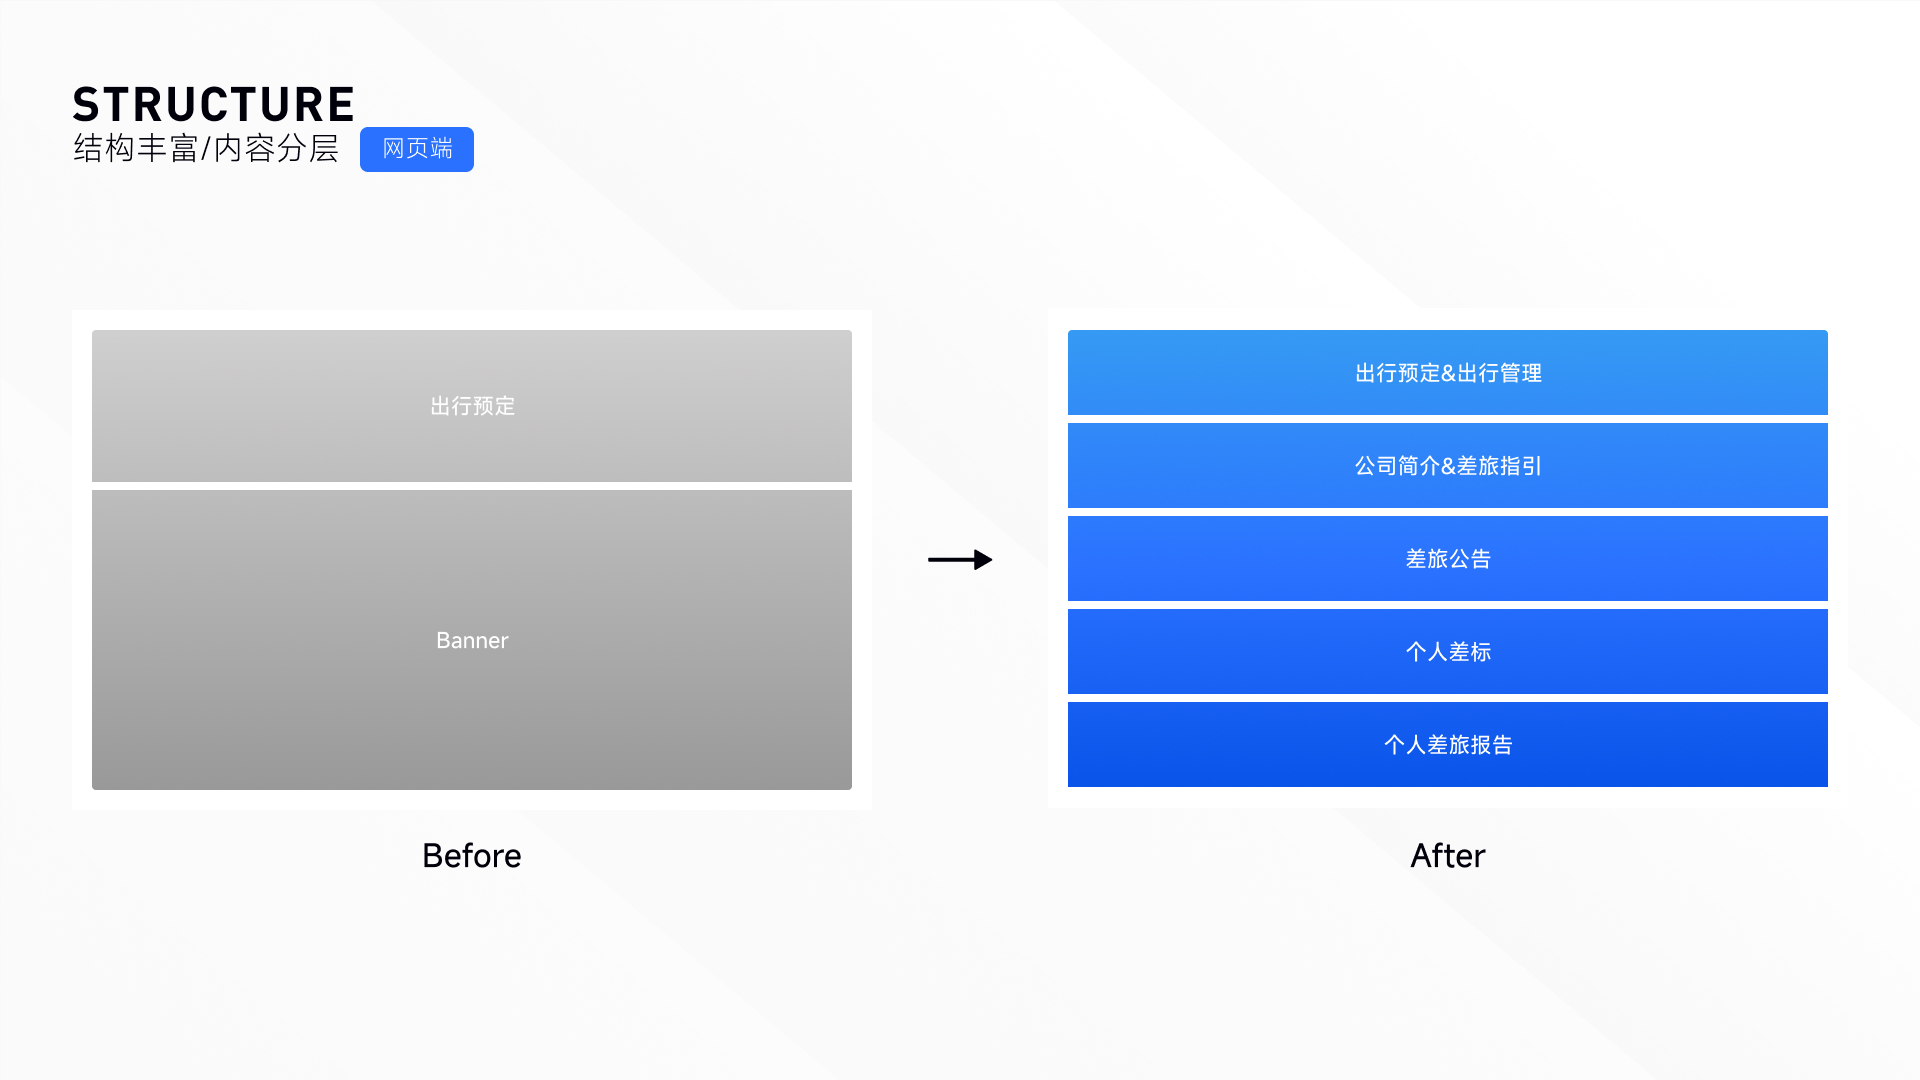 STRUCTURE
结构丰富/内容分层
网页端
出行预定
Banner
Before
出行预定&出行管理
公司简介&差旅指引
差旅公告
个人差标
个人差旅报告
After